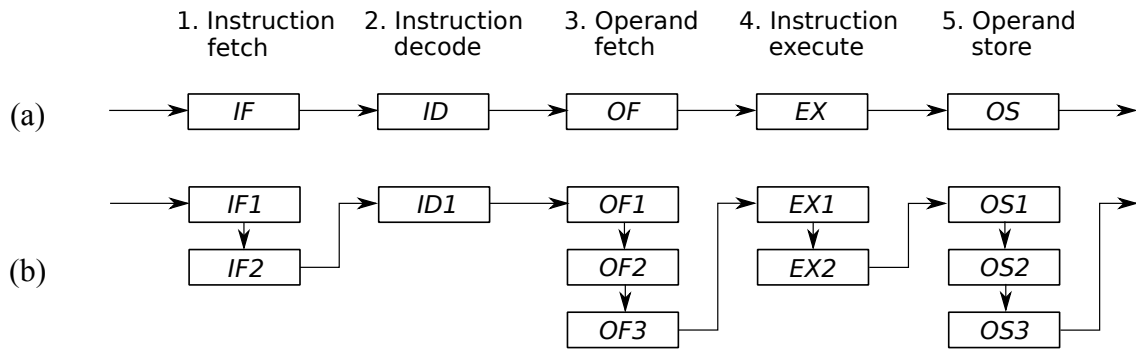 1. Instruction fetch
2. Instruction decode
3. Operand fetch
4. Instruction execute
5. Operand store
(a)
IF
ID
OF
EX
OS
(b)
IF1
ID1
OF1
EX1
OS1
IF2
OF2
EX2
OS2
OF3
OS3